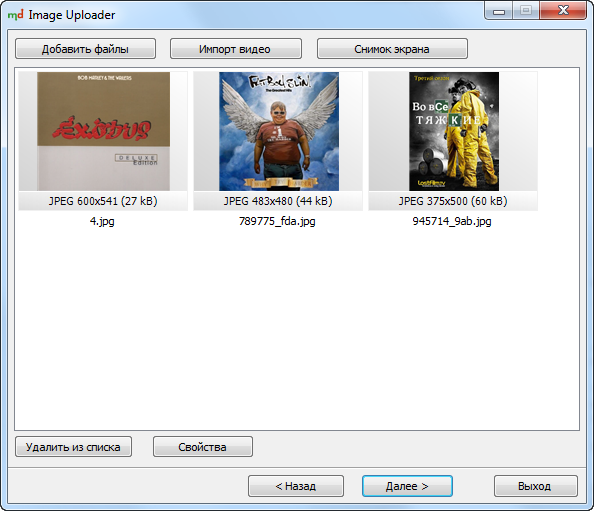 md Image Uploader
Добавить файлы
Импорт видео
Снимок экрана
BOB MARLEY & THE WAILERS
Exodus
DELUXE
Edition
JPEG 600x541 (27 kB)
4.jpg
FATBOY SLIM
The Greatest Hits
JPEG 483x480 (44 kB)
789775_fda.jpg
Третий сезон
Во все
ТЯЖКИЕ
LostFilm.tv
JPEG 375x500 (60 kB)
945714_9ab.jpg
Удалить из списка
Свойства
< Назад
Далее >
Выход